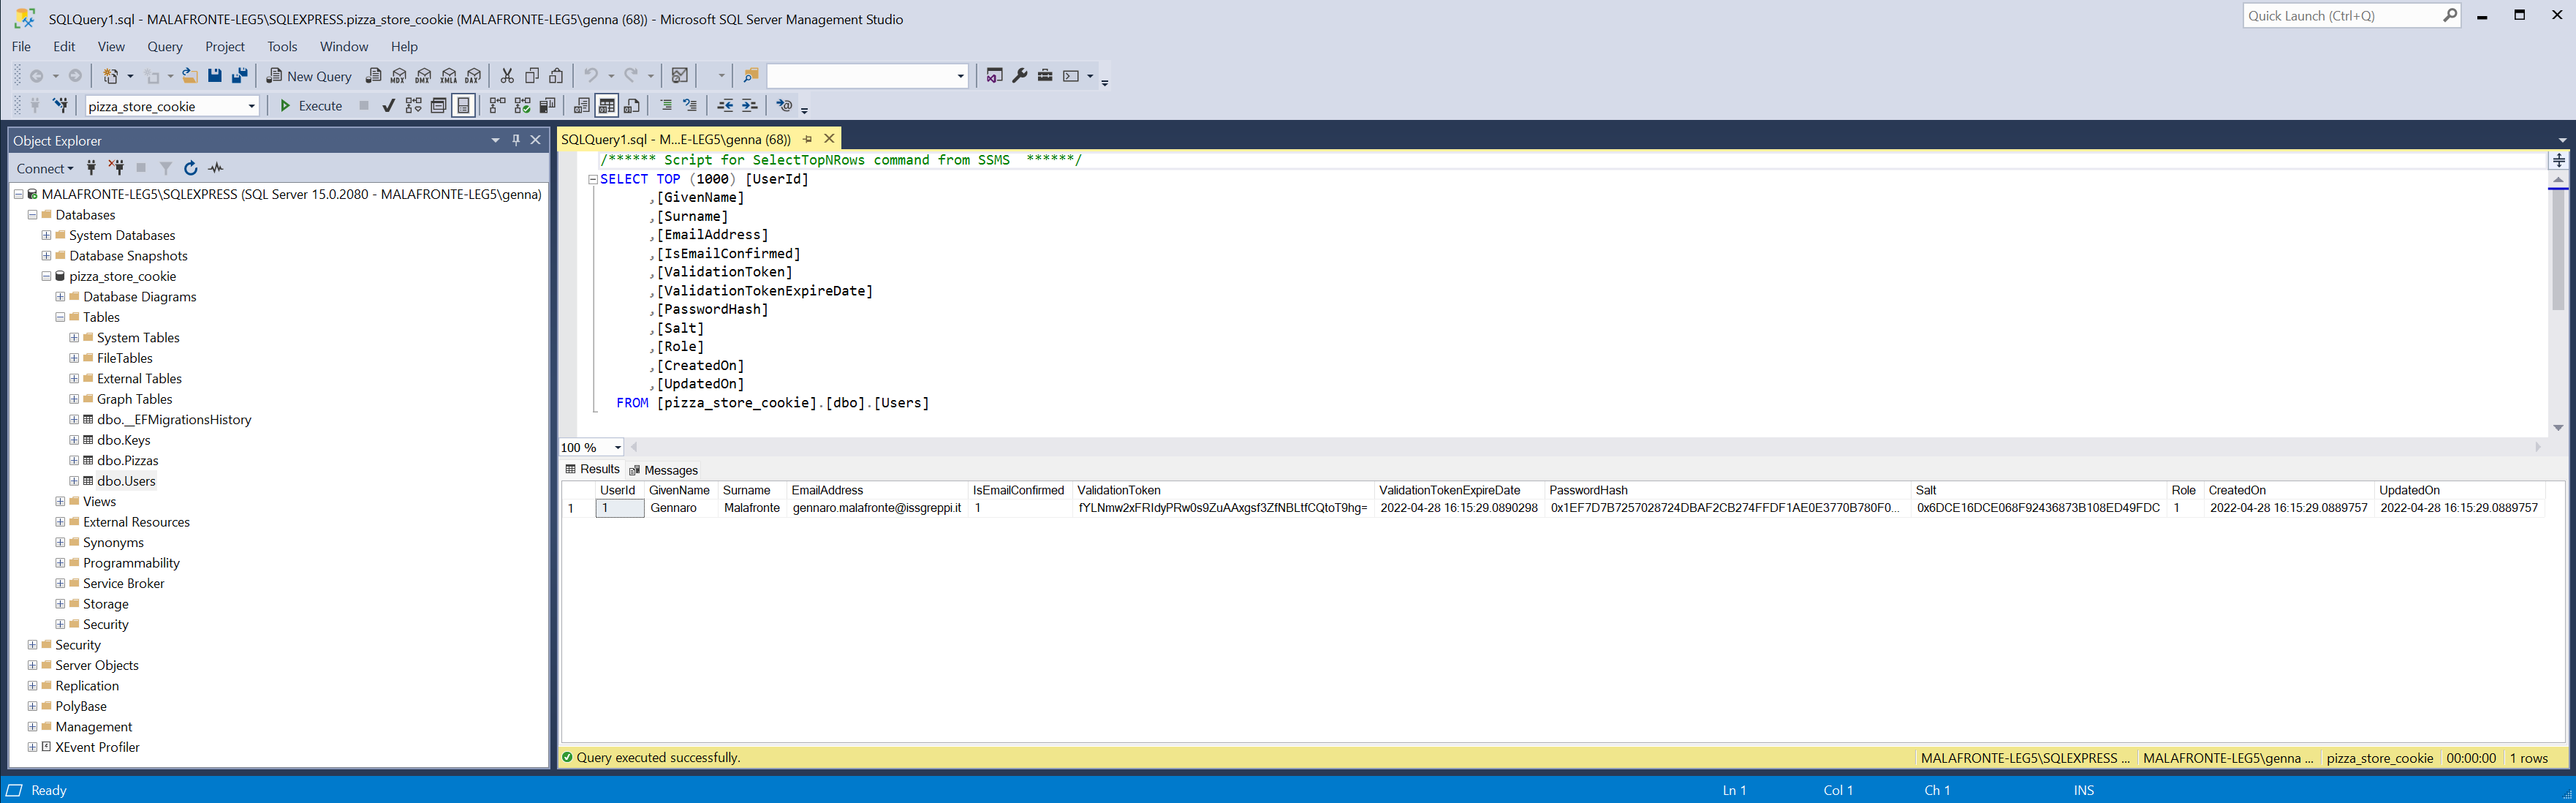 SQLQuery1.sql - MALAFRONTE-LEG5\SQLEXPRESS.pizza_store_cookie (MALAFRONTE-LEG5\genna (68)) - Microsoft SQL Server Management Studio
Quick Launch (Ctrl+Q)
File Edit View Query Project Tools Window Help
New Query MDX DMX XMLA DAX
pizza_store_cookie Execute
Object Explorer
Connect
MALAFRONTE-LEG5\SQLEXPRESS (SQL Server 15.0.2080 - MALAFRONTE-LEG5\genna)
Databases
System Databases
Database Snapshots
pizza_store_cookie
Database Diagrams
Tables
System Tables
FileTables
External Tables
Graph Tables
dbo.__EFMigrationsHistory
dbo.Keys
dbo.Pizzas
dbo.Users
Views
External Resources
Synonyms
Programmability
Service Broker
Storage
Security
Security
Server Objects
Replication
PolyBase
Management
XEvent Profiler
SQLQuery1.sql - M...E-LEG5\genna (68))
/****** Script for SelectTopNRows command from SSMS  ******/
SELECT TOP (1000) [UserId]
,[GivenName]
,[Surname]
,[EmailAddress]
,[IsEmailConfirmed]
,[ValidationToken]
,[ValidationTokenExpireDate]
,[PasswordHash]
,[Salt]
,[Role]
,[CreatedOn]
,[UpdatedOn]
FROM [pizza_store_cookie].[dbo].[Users]
100 %
Results Messages
UserId GivenName Surname EmailAddress IsEmailConfirmed ValidationToken ValidationTokenExpireDate PasswordHash Salt Role CreatedOn UpdatedOn
1 1 Gennaro Malafronte gennaro.malafronte@issgreppi.it 1 fYLNmw2xFRIdyPRw0s9ZuAAxgsf3ZfNBLtfCQtoT9hg= 2022-04-28 16:15:29.0890298 0x1EF7D7B7257028724DBAF2CB274FFDF1AE0E3770B780F0... 0x6DCE16DCE068F92436873B108ED49FDC 1 2022-04-28 16:15:29.0889757 2022-04-28 16:15:29.0889757
Query executed successfully.
MALAFRONTE-LEG5\SQLEXPRESS ... MALAFRONTE-LEG5\genna ... pizza_store_cookie 00:00:00 1 rows
Ready Ln 1 Col 1 Ch 1 INS